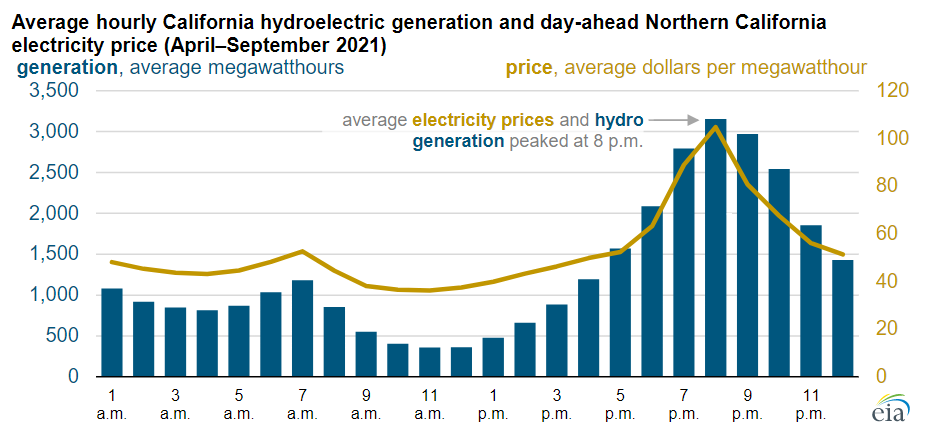 Average hourly California hydroelectric generation and day-ahead Northern California
electricity price (April–September 2021)
generation, average megawatthours
price, average dollars per megawatthour
3,500
3,000
2,500
2,000
1,500
1,000
500
0
120
100
80
60
40
20
0
average electricity prices and hydro
generation peaked at 8 p.m.
1 3 5 7 9 11 1 3 5 7 9 11
a.m. a.m. a.m. a.m. a.m. a.m. p.m. p.m. p.m. p.m. p.m. p.m.
eia